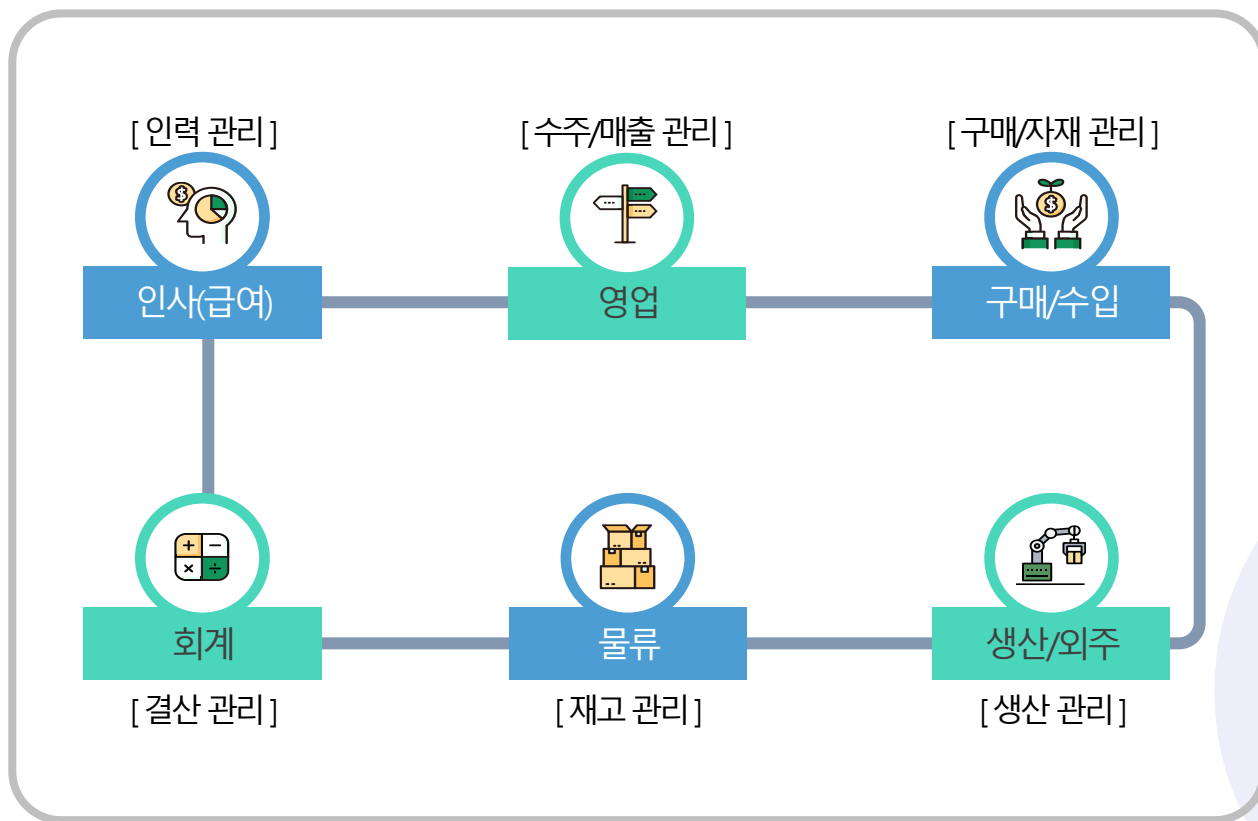 [ 인력 관리 ]
[ 수주/매출 관리 ]
[ 구매/자재 관리 ]
인사(급여)
영업
구매/수입
회계
물류
생산/외주
[ 결산 관리 ]
[ 재고 관리 ]
[ 생산 관리 ]